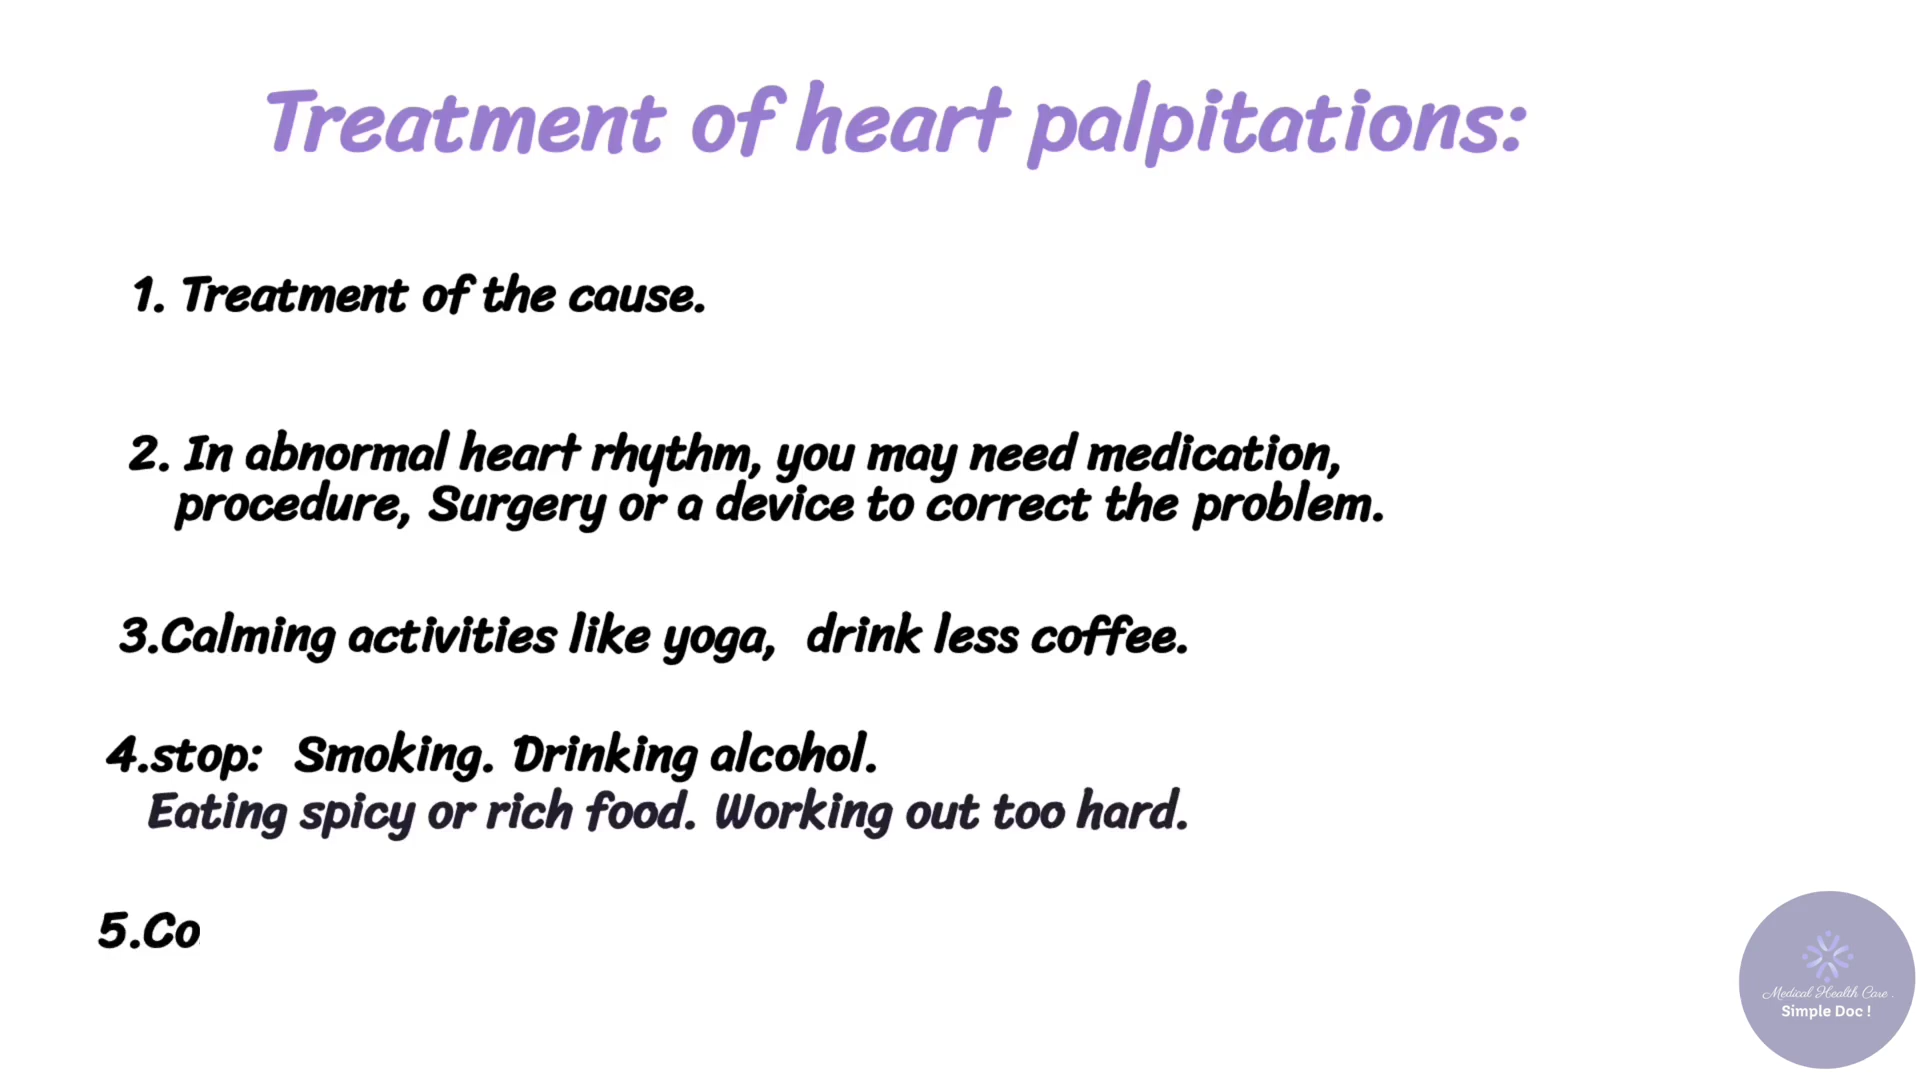 Treatment of heart palpitations:
1. Treatment of the cause.
2. In abnormal heart rhythm, you may need medication,
procedure, Surgery or a device to correct the problem.
3.Calming activities like yoga,  drink less coffee.
4.stop:  Smoking. Drinking alcohol.
Eating spicy or rich food. Working out too hard.
5.Co
Medical Health Care .
Simple Doc !